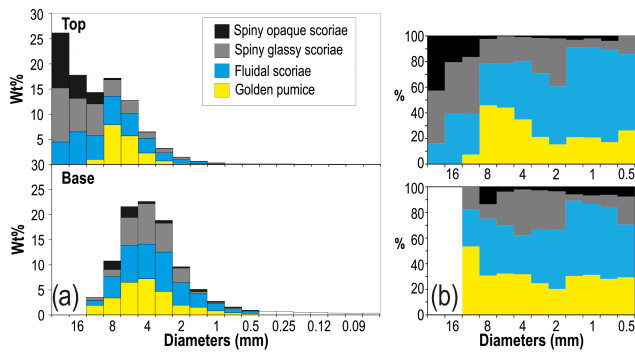 Top
Spiny opaque scoriae
Spiny glassy scoriae
Fluidal scoriae
Golden pumice
Wt%
25
20
15
10
5
30
Base
Wt%
25
20
15
10
5
0
(a)
16 8 4 2 1 0.5 0.25 0.12 0.09
Diameters (mm)
100
80
60
40
20
0
%
16 8 4 2 1 0.5
100
80
60
40
20
0
%
(b)
16 8 4 2 1 0.5
Diameters (mm)